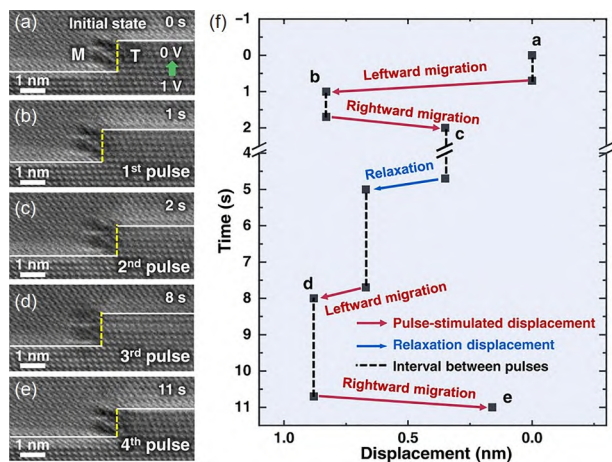 (a) Initial state 0 s
M T 0 V
1 V
1 nm
(b) 1 s
1 nm 1st pulse
(c) 2 s
1 nm 2nd pulse
(d) 8 s
1 nm 3rd pulse
(e) 11 s
1 nm 4th pulse
(f)
-1
0
1
2
4
5
6
7
8
9
10
11
Time (s)
a
Leftward migration
b
Rightward migration
c
Relaxation
d
Leftward migration
Pulse-stimulated displacement
Relaxation displacement
Interval between pulses
Rightward migration
e
1.0 0.5 0.0
Displacement (nm)